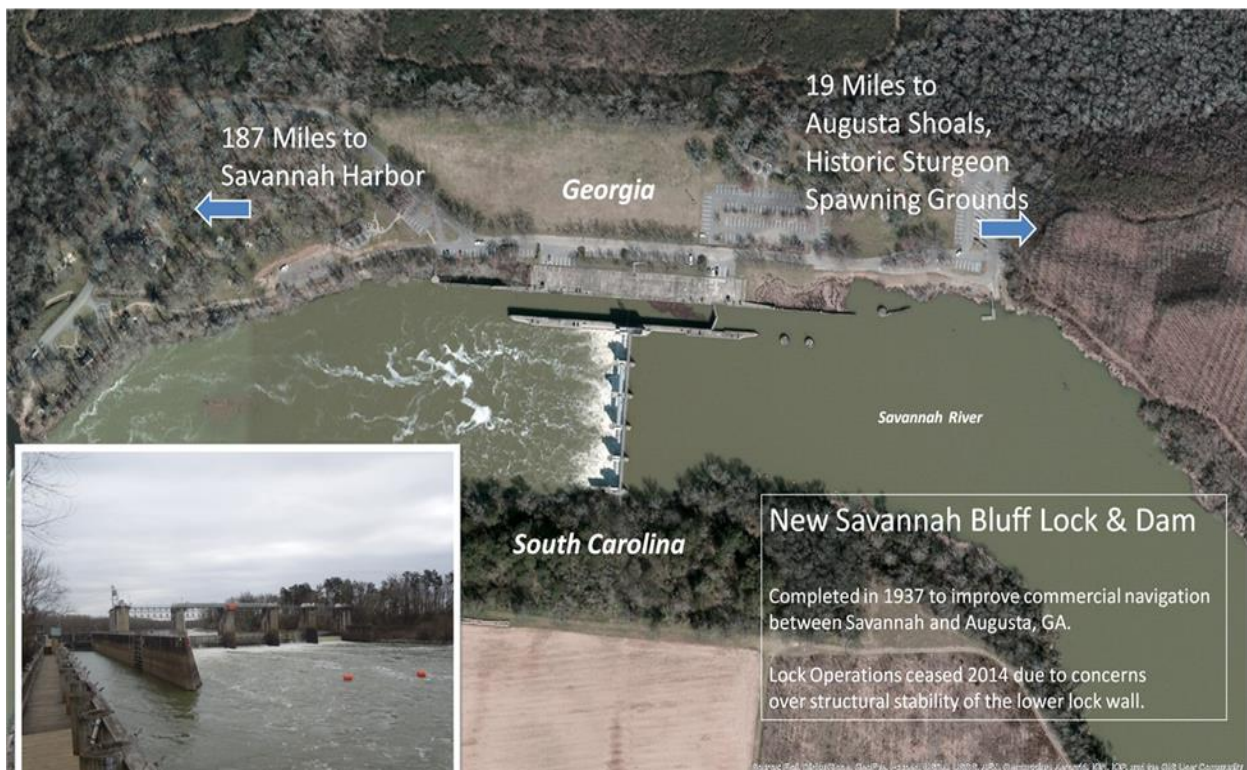 187 Miles to
Savannah Harbor
19 Miles to
Augusta Shoals,
Historic Sturgeon
Spawning Grounds
Georgia
Savannah River
South Carolina
New Savannah Bluff Lock & Dam
Completed in 1937 to improve commercial navigation
between Savannah and Augusta, GA.
Lock Operations ceased 2014 due to concerns
over structural stability of the lower lock wall.